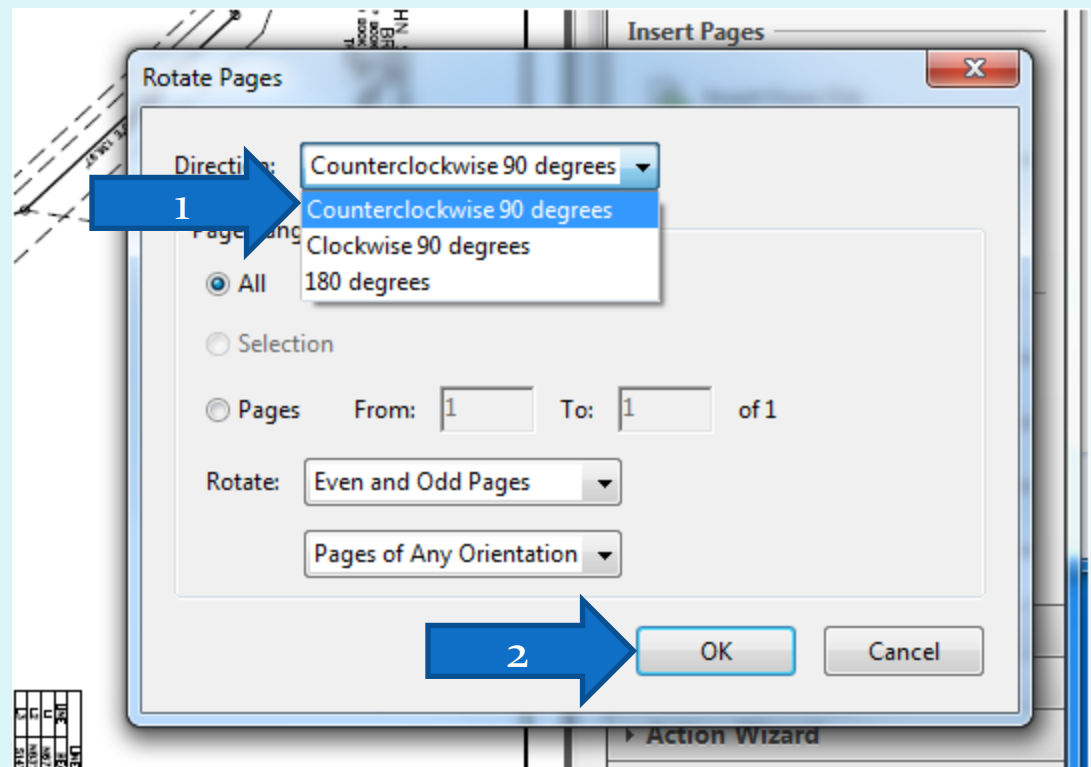 Insert Pages
Rotate Pages
Direction: Counterclockwise 90 degrees
1
Counterclockwise 90 degrees
Clockwise 90 degrees
180 degrees
All
Selection
Pages From: 1 To: 1 of 1
Rotate: Even and Odd Pages
Pages of Any Orientation
2
OK Cancel
Action Wizard